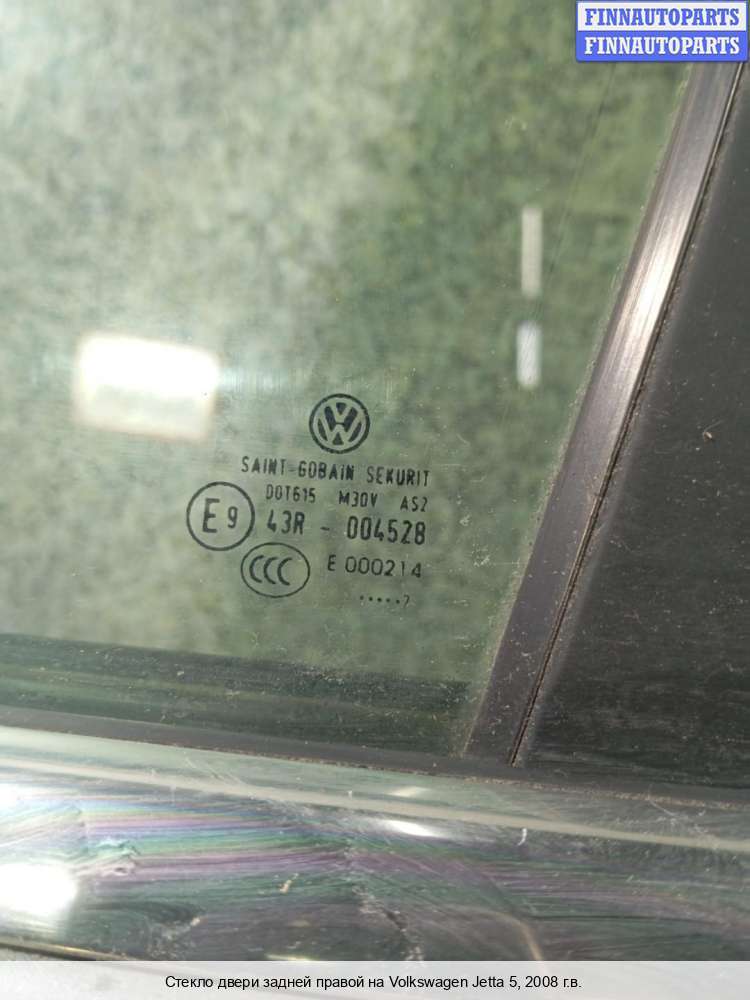 FINNAUTOPARTS
FINNAUTOPARTS
SAINT-GOBAIN SEKURIT
DOT615 M30V AS2
E9 43R - 004528
CCC E 000214
.....7
Стекло двери задней правой на Volkswagen Jetta 5, 2008 г.в.